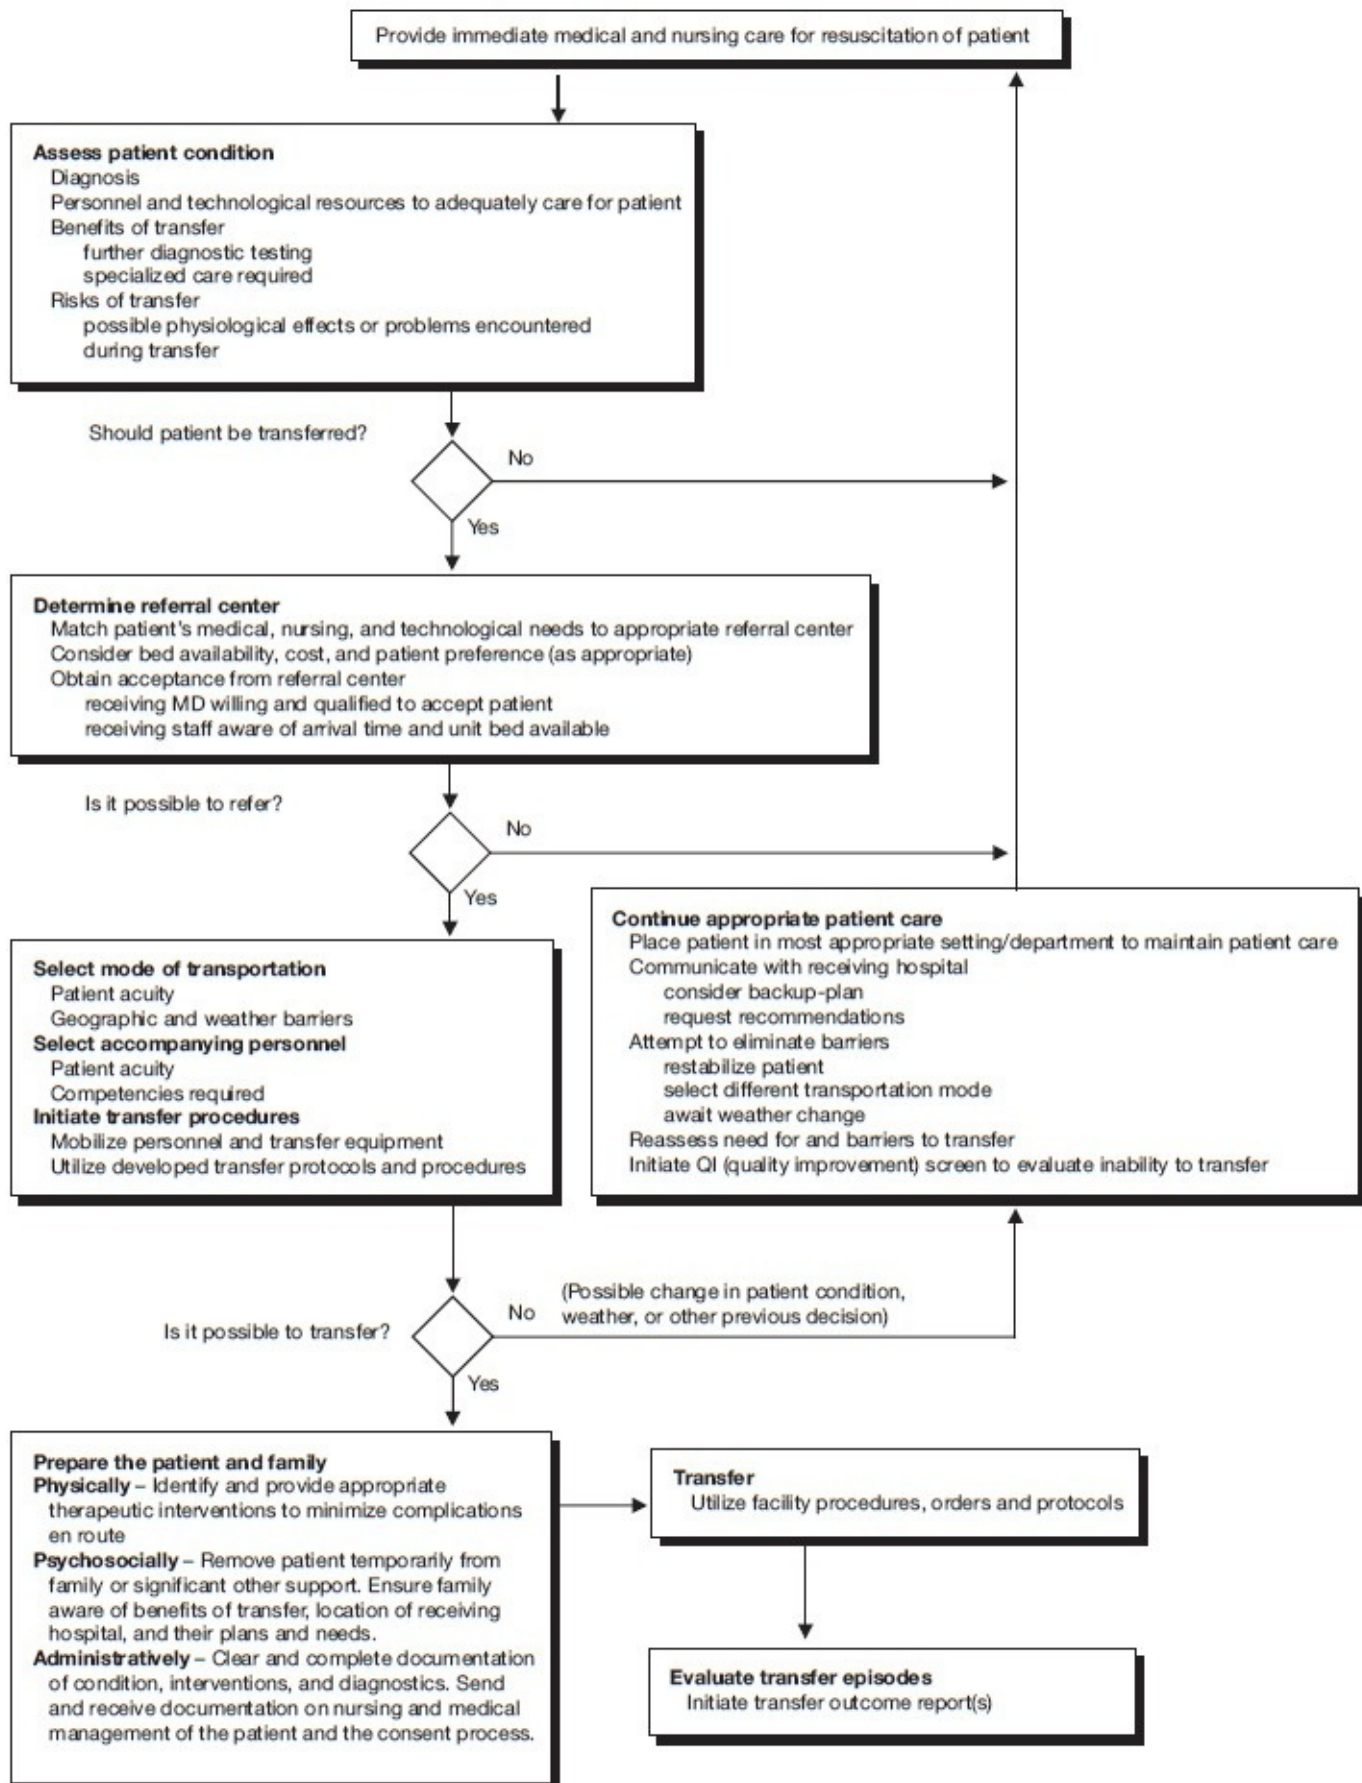 Provide immediate medical and nursing care for resuscitation of patient
Assess patient condition
Diagnosis
Personnel and technological resources to adequately care for patient
Benefits of transfer
further diagnostic testing
specialized care required
Risks of transfer
possible physiological effects or problems encountered
during transfer
Should patient be transferred?
No
Yes
Determine referral center
Match patient's medical, nursing, and technological needs to appropriate referral center
Consider bed availability, cost, and patient preference (as appropriate)
Obtain acceptance from referral center
receiving MD willing and qualified to accept patient
receiving staff aware of arrival time and unit bed available
Is it possible to refer?
No
Yes
Select mode of transportation
Patient acuity
Geographic and weather barriers
Select accompanying personnel
Patient acuity
Competencies required
Initiate transfer procedures
Mobilize personnel and transfer equipment
Utilize developed transfer protocols and procedures
Continue appropriate patient care
Place patient in most appropriate setting/department to maintain patient care
Communicate with receiving hospital
consider backup-plan
request recommendations
Attempt to eliminate barriers
restabilize patient
select different transportation mode
await weather change
Reassess need for and barriers to transfer
Initiate QI (quality improvement) screen to evaluate inability to transfer
Is it possible to transfer?
No
(Possible change in patient condition,
weather, or other previous decision)
Yes
Prepare the patient and family
Physically – Identify and provide appropriate
therapeutic interventions to minimize complications
en route
Psychosocially – Remove patient temporarily from
family or significant other support. Ensure family
aware of benefits of transfer, location of receiving
hospital, and their plans and needs.
Administratively – Clear and complete documentation
of condition, interventions, and diagnostics. Send
and receive documentation on nursing and medical
management of the patient and the consent process.
Transfer
Utilize facility procedures, orders and protocols
Evaluate transfer episodes
Initiate transfer outcome report(s)